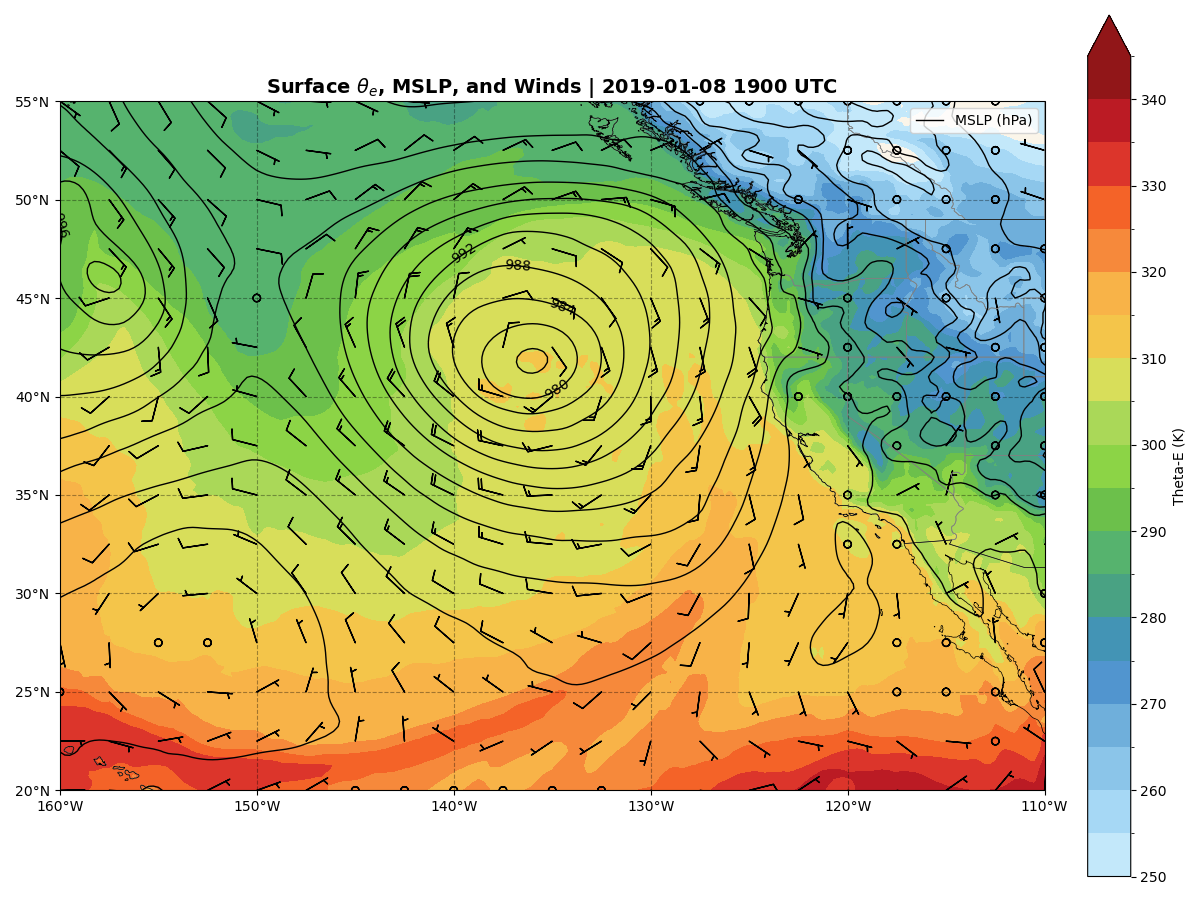 Surface θe, MSLP, and Winds | 2019-01-08 1900 UTC
MSLP (hPa)
55°N
50°N
45°N
40°N
35°N
30°N
25°N
20°N
160°W
150°W
140°W
130°W
120°W
110°W
996
992
988
984
980
340
330
320
310
300
290
280
270
260
250
Theta-E (K)